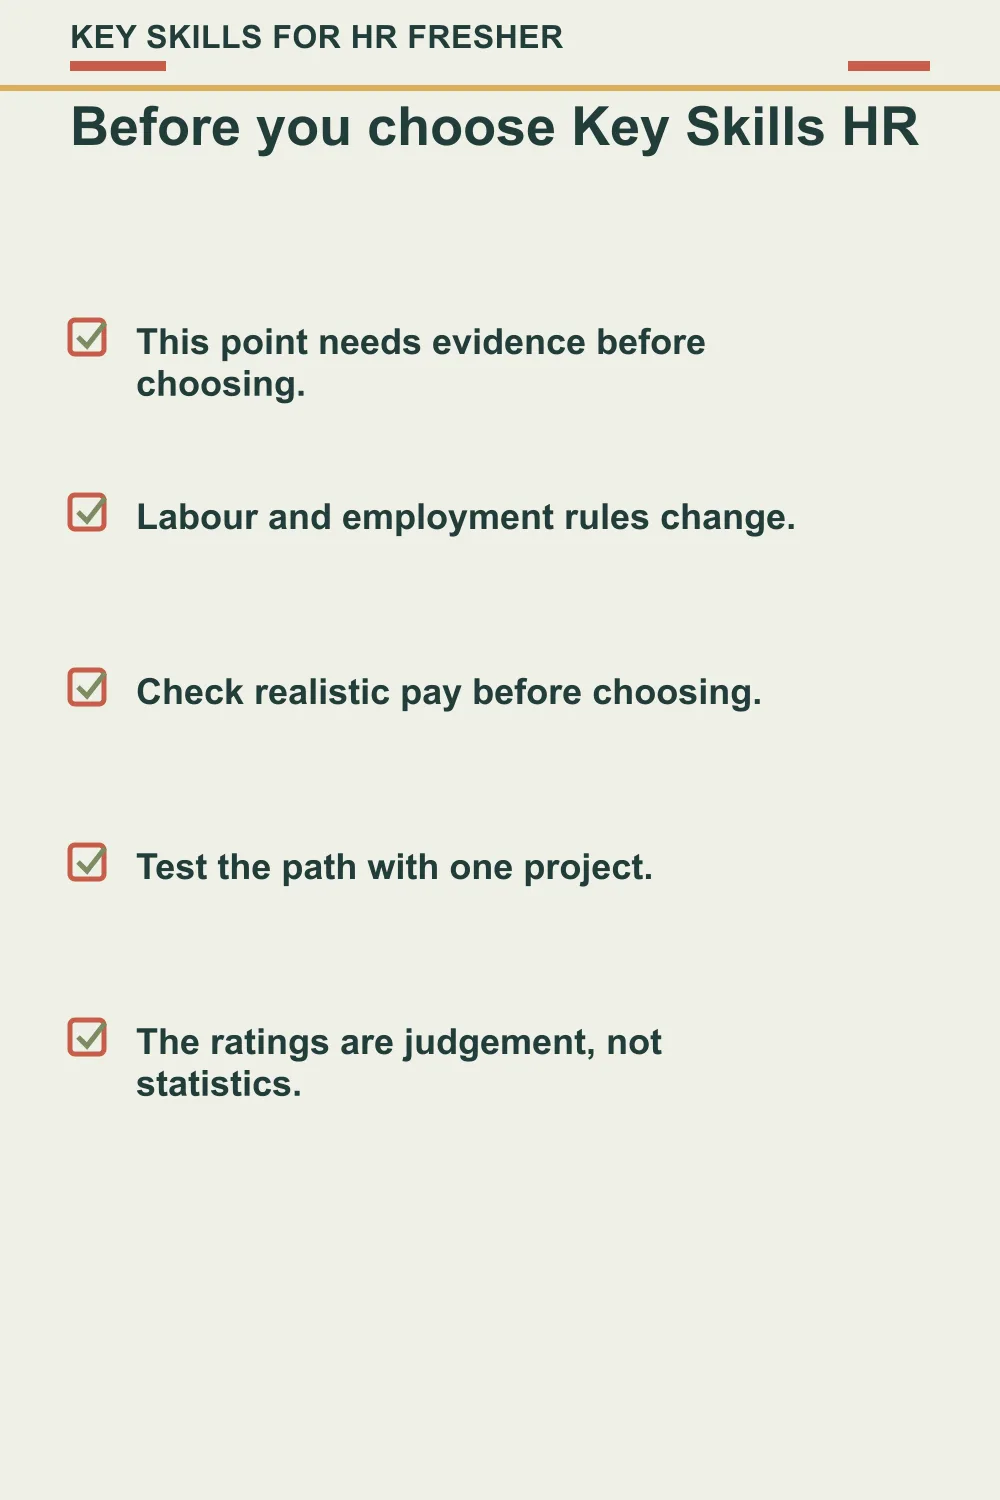 KEY SKILLS FOR HR FRESHER
Before you choose Key Skills HR
This point needs evidence before
choosing.
Labour and employment rules change.
Check realistic pay before choosing.
Test the path with one project.
The ratings are judgement, not
statistics.